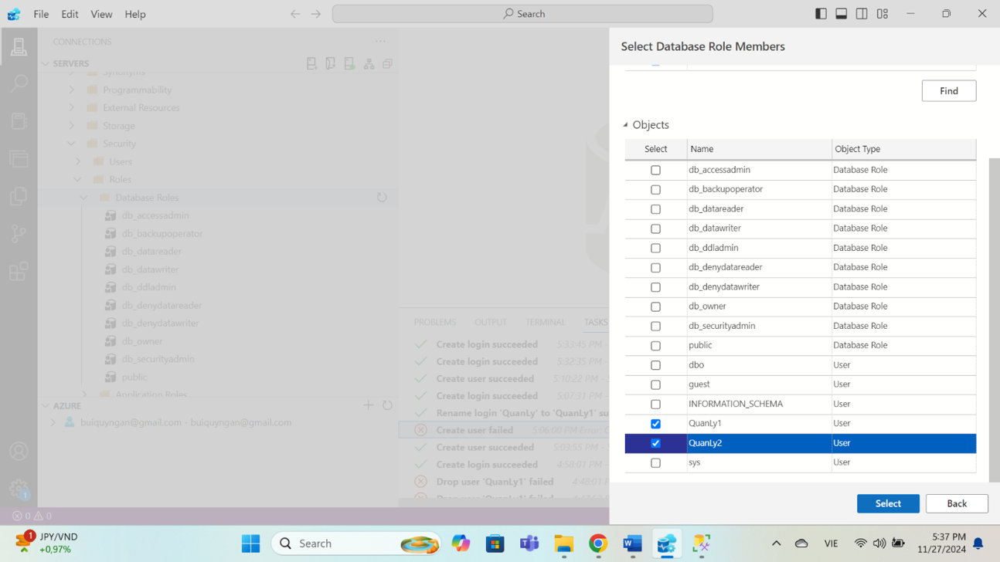 File Edit View Help
Search
CONNECTIONS
SERVERS
Synonyms
Programmability
External Resources
Storage
Security
Users
Roles
Database Roles
db_accessadmin
db_backupoperator
db_datareader
db_datawriter
db_ddladmin
db_denydatareader
db_denydatawriter
db_owner
db_securityadmin
public
Application Roles
AZURE
buiquyngan@gmail.com - buiquyngan@gmail.com
PROBLEMS OUTPUT TERMINAL TASKS
Create login succeeded 5:33:45 PM
Create login succeeded 5:32:35 PM
Create user succeeded 5:10:22 PM
Create login succeeded 5:07:31 PM
Rename login 'QuanLy' to 'QuanLy1' su
Create user failed 5:06:00 PM Error: C
Create user succeeded 5:03:55 PM
Create login succeeded 4:58:01 PM
Drop user 'QuanLy1' failed 4:48:01
Select Database Role Members
Find
Objects
Select Name Object Type
db_accessadmin Database Role
db_backupoperator Database Role
db_datareader Database Role
db_datawriter Database Role
db_ddladmin Database Role
db_denydatareader Database Role
db_denydatawriter Database Role
db_owner Database Role
db_securityadmin Database Role
public Database Role
dbo User
guest User
INFORMATION_SCHEMA User
QuanLy1 User
QuanLy2 User
sys User
Select Back
0 0
1
1
JPY/VND
+0,97%
Search
VIE
5:37 PM
11/27/2024